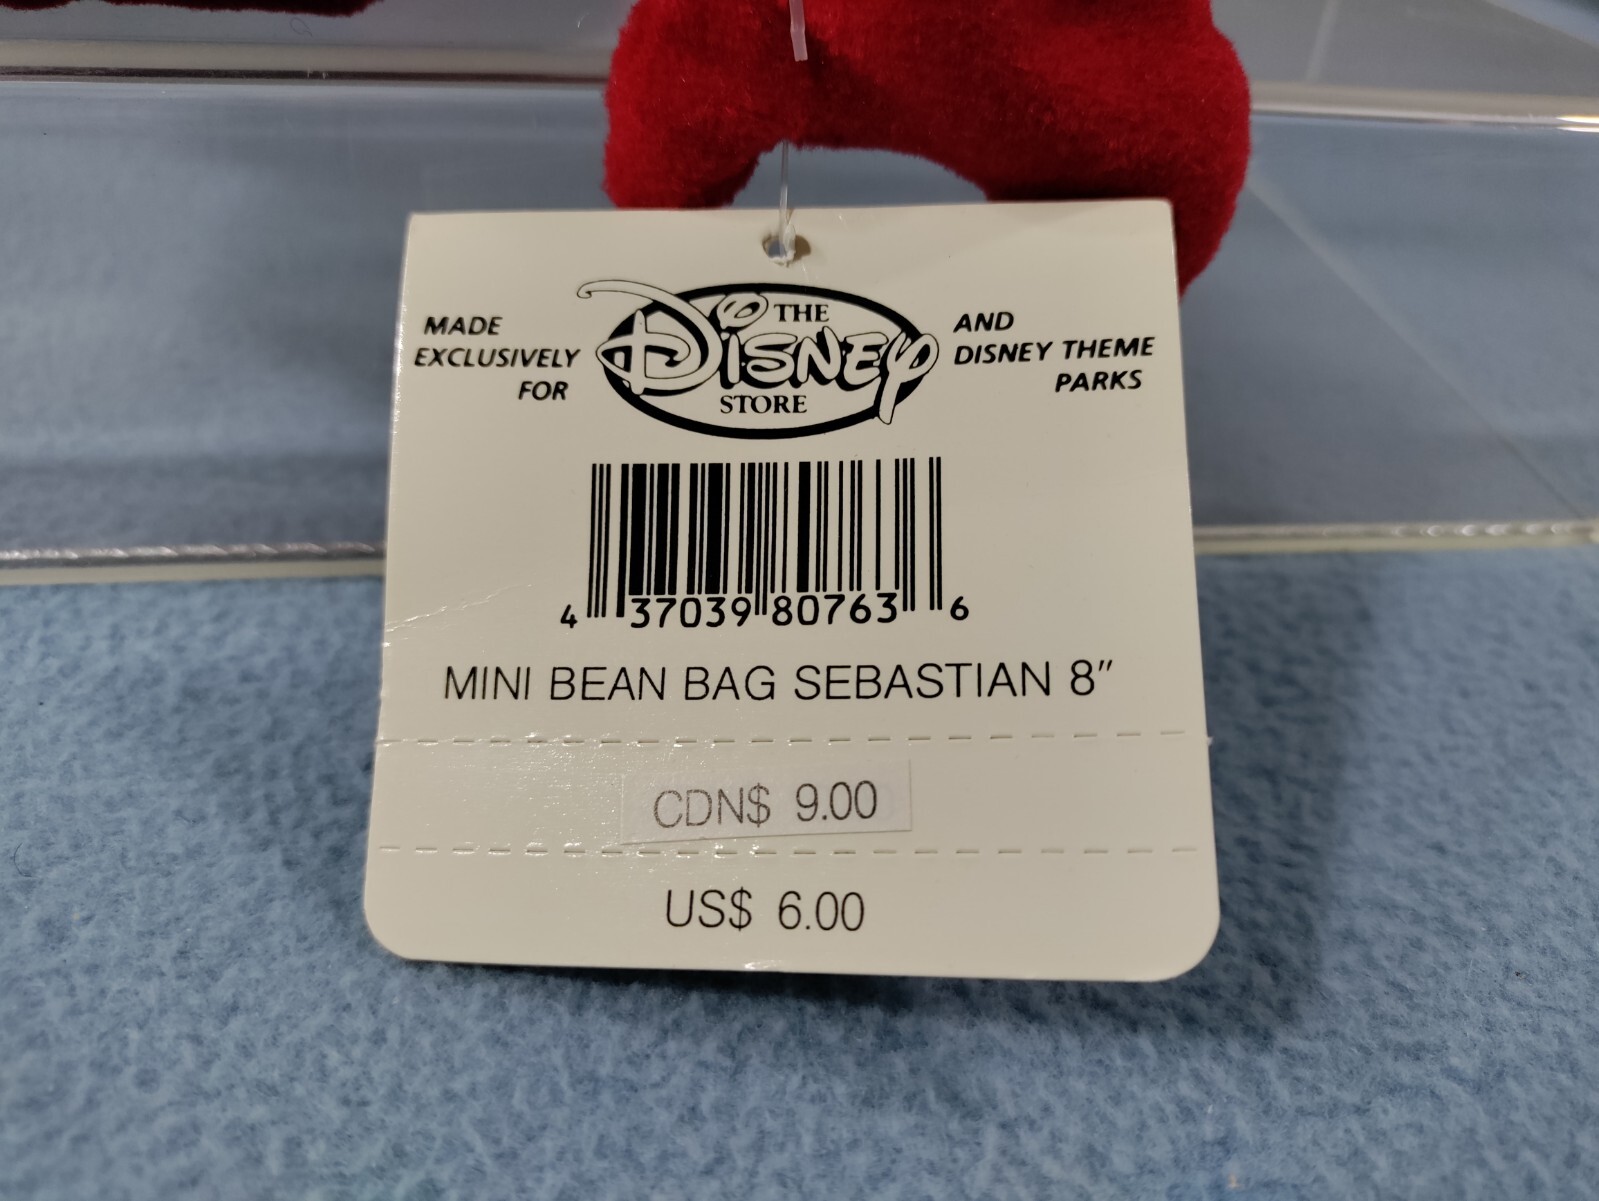 MADE EXCLUSIVELY FOR
THE
DISNEY
STORE
AND DISNEY THEME PARKS
4 37039 80763 6
MINI BEAN BAG SEBASTIAN 8"
CDN$ 9.00
US$ 6.00